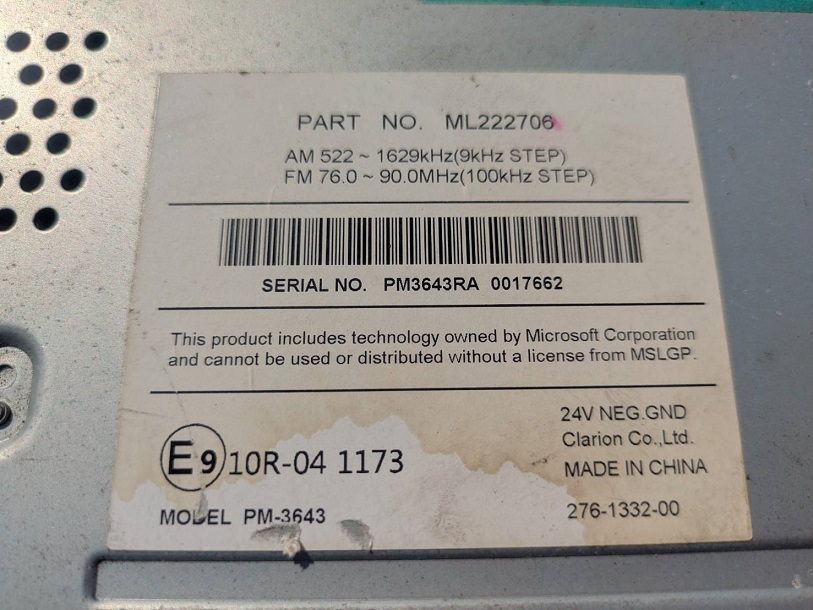 PART NO. ML222706
AM 522 ~ 1629kHz(9kHz STEP)
FM 76.0 ~ 90.0MHz(100kHz STEP)
SERIAL NO. PM3643RA 0017662
This product includes technology owned by Microsoft Corporation
and cannot be used or distributed without a license from MSLGP.
24V NEG.GND
Clarion Co.,Ltd.
E9 10R-04 1173
MADE IN CHINA
MODEL PM-3643
276-1332-00